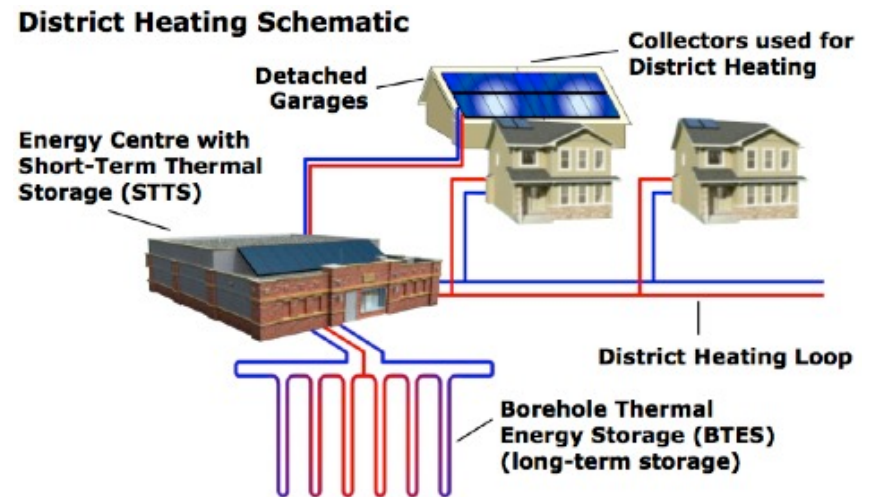 District Heating Schematic
Collectors used for
District Heating
Detached
Garages
Energy Centre with
Short-Term Thermal
Storage (STTS)
District Heating Loop
Borehole Thermal
Energy Storage (BTES)
(long-term storage)